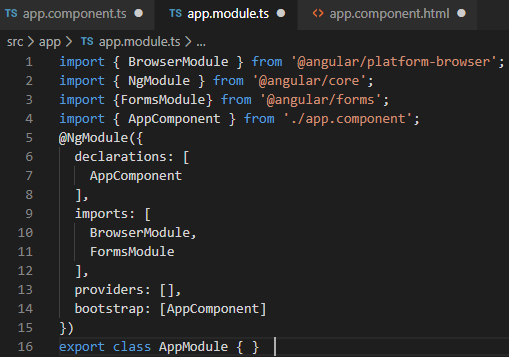 TS app.component.ts ● TS app.module.ts ● <> app.component.html ●
src > app > TS app.module.ts > ...
1 import { BrowserModule } from '@angular/platform-browser';
2 import { NgModule } from '@angular/core';
3 import {FormsModule} from '@angular/forms';
4 import { AppComponent } from './app.component';
5 @NgModule({
6   declarations: [
7     AppComponent
8   ],
9   imports: [
10     BrowserModule,
11     FormsModule
12   ],
13   providers: [],
14   bootstrap: [AppComponent]
15 })
16 export class AppModule { }